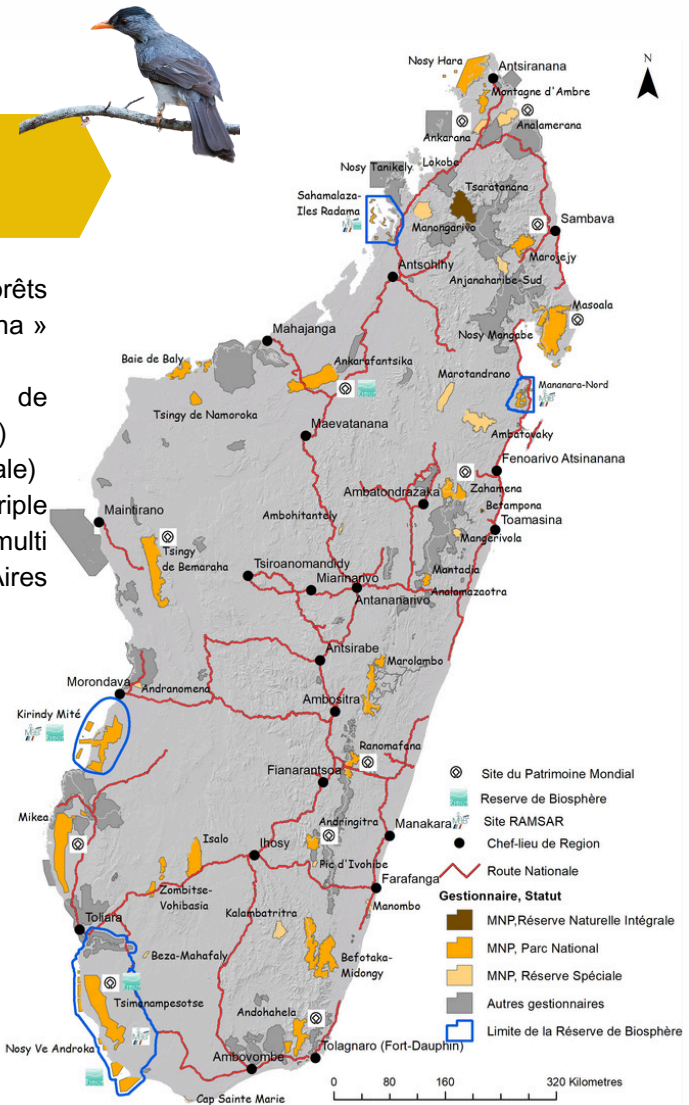 Nosy Hara
Antsiranana
N
Montagne d'Ambre
Ankarana
Analamerana
Nosy Tanikely
Lokobe
Sahamalaza-
Iles Radama
Tsaratanana
Manongarivo
Sambava
Marojejy
Anjanaharibe-Sud
Antsohihy
orêts
na »
de
)
ale)
riple
multi
Aires
Masoala
Nosy Mangabe
Mahajanga
Baie de Baly
Ankarafantsika
Tsingy de Namoroka
Marotandrano
Mananara-Nord
Maevatanana
Ambatovaky
Fenoarivo Atsinanana
Ambatondrazaka
Zahamena
Betampona
Toamasina
Maintirano
Ambohitantely
Mangerivola
Tsingy
de Bemaraha
Tsiroanomandidy
Miarinarivo
Mantadia
Analamazaotra
Antananarivo
Antsirabe
Marolambo
Morondava
Andranomena
Ambositra
Kirindy Mité
Ranomafana
Fianarantsoa
Mikea
Andringitra
Manakara
Isalo
Ihosy
Pic d'Ivohibe
Farafanga
Zombitse-
Vohibasia
Manombo
Toliara
Kalambatritra
Beza-Mahafaly
Befotaka-
Midongy
Tsimanampesotse
Andohahela
Nosy Ve Androka
Tolagnaro (Fort-Dauphin)
Ambovombe
Cap Sainte Marie
Site du Patrimoine Mondial
Reserve de Biosphère
Site RAMSAR
Chef-lieu de Region
Route Nationale
Gestionnaire, Statut
MNP,Réserve Naturelle Intégrale
MNP, Parc National
MNP, Réserve Spéciale
Autres gestionnaires
Limite de la Réserve de Biosphère
0 80 160 320 Kilometres